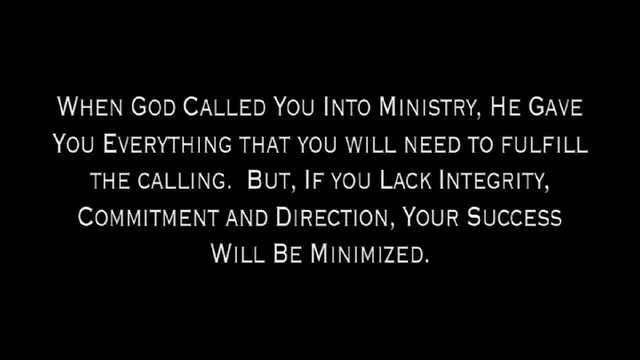 When God Called You Into Ministry, He Gave
You Everything that you will need to fulfill
the calling.  But, If you Lack Integrity,
Commitment and Direction, Your Success
Will Be Minimized.